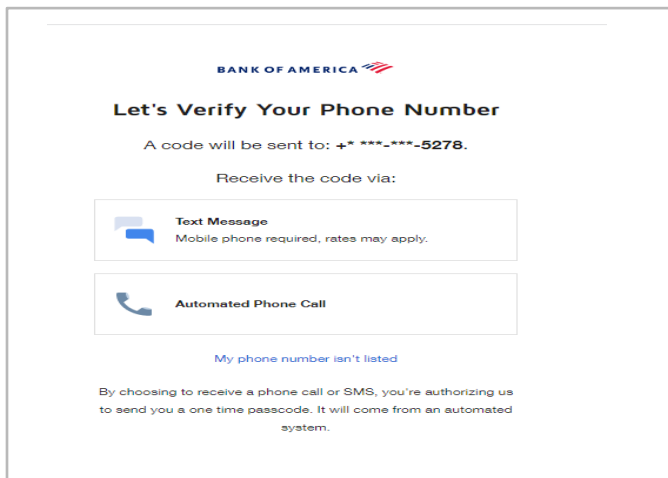 BANK OF AMERICA
Let's Verify Your Phone Number
A code will be sent to: +* ***-***-5278.
Receive the code via:
Text Message
Mobile phone required, rates may apply.
Automated Phone Call
My phone number isn't listed
By choosing to receive a phone call or SMS, you're authorizing us
to send you a one time passcode. It will come from an automated
system.